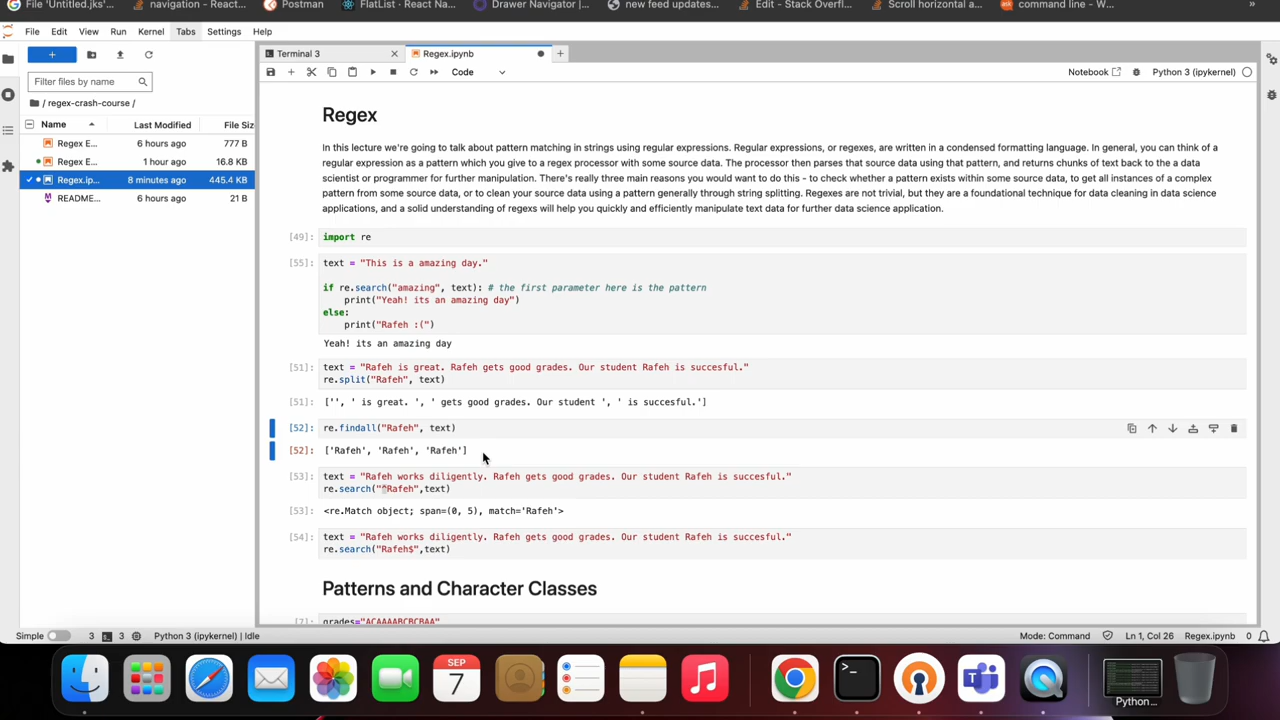 File 'Untitled.jks'
navigation - React...
Postman
FlatList · React Na...
Drawer Navigator |...
new feed updates...
Edit - Stack Overfl...
Scroll horizontal a...
command line - W...
»
File Edit View Run Kernel Tabs Settings Help
Terminal 3
Regex.ipynb
Filter files by name
Code
Notebook
Python 3 (ipykernel)
/ regex-crash-course /
Name Last Modified File Siz
Regex E... 6 hours ago 777 B
Regex E... 1 hour ago 16.8 KB
Regex.ip... 8 minutes ago 445.4 KB
README... 6 hours ago 21 B
Regex
In this lecture we're going to talk about pattern matching in strings using regular expressions. Regular expressions, or regexes, are written in a condensed formatting language. In general, you can think of a
regular expression as a pattern which you give to a regex processor with some source data. The processor then parses that source data using that pattern, and returns chunks of text back to the a data
scientist or programmer for further manipulation. There's really three main reasons you would want to do this - to check whether a pattern exists within some source data, to get all instances of a complex
pattern from some source data, or to clean your source data using a pattern generally through string splitting. Regexes are not trivial, but they are a foundational technique for data cleaning in data science
applications, and a solid understanding of regexs will help you quickly and efficiently manipulate text data for further data science application.
[49]: import re
[55]: text = "This is a amazing day."
if re.search("amazing", text): # the first parameter here is the pattern
print("Yeah! its an amazing day")
else:
print("Rafeh :(")
Yeah! its an amazing day
[51]: text = "Rafeh is great. Rafeh gets good grades. Our student Rafeh is succesful."
re.split("Rafeh", text)
[51]: ['', ' is great. ', ' gets good grades. Our student ', ' is succesful.']
[52]: re.findall("Rafeh", text)
[52]: ['Rafeh', 'Rafeh', 'Rafeh']
[53]: text = "Rafeh works diligently. Rafeh gets good grades. Our student Rafeh is succesful."
re.search("^Rafeh",text)
[53]: <re.Match object; span=(0, 5), match='Rafeh'>
[54]: text = "Rafeh works diligently. Rafeh gets good grades. Our student Rafeh is succesful."
re.search("Rafeh$",text)
Patterns and Character Classes
[7]: grades="ACAAAABCBCBAA"
Simple 3 3 Python 3 (ipykernel) | Idle
Mode: Command Ln 1, Col 26 Regex.ipynb 0
SEP
7
Python...